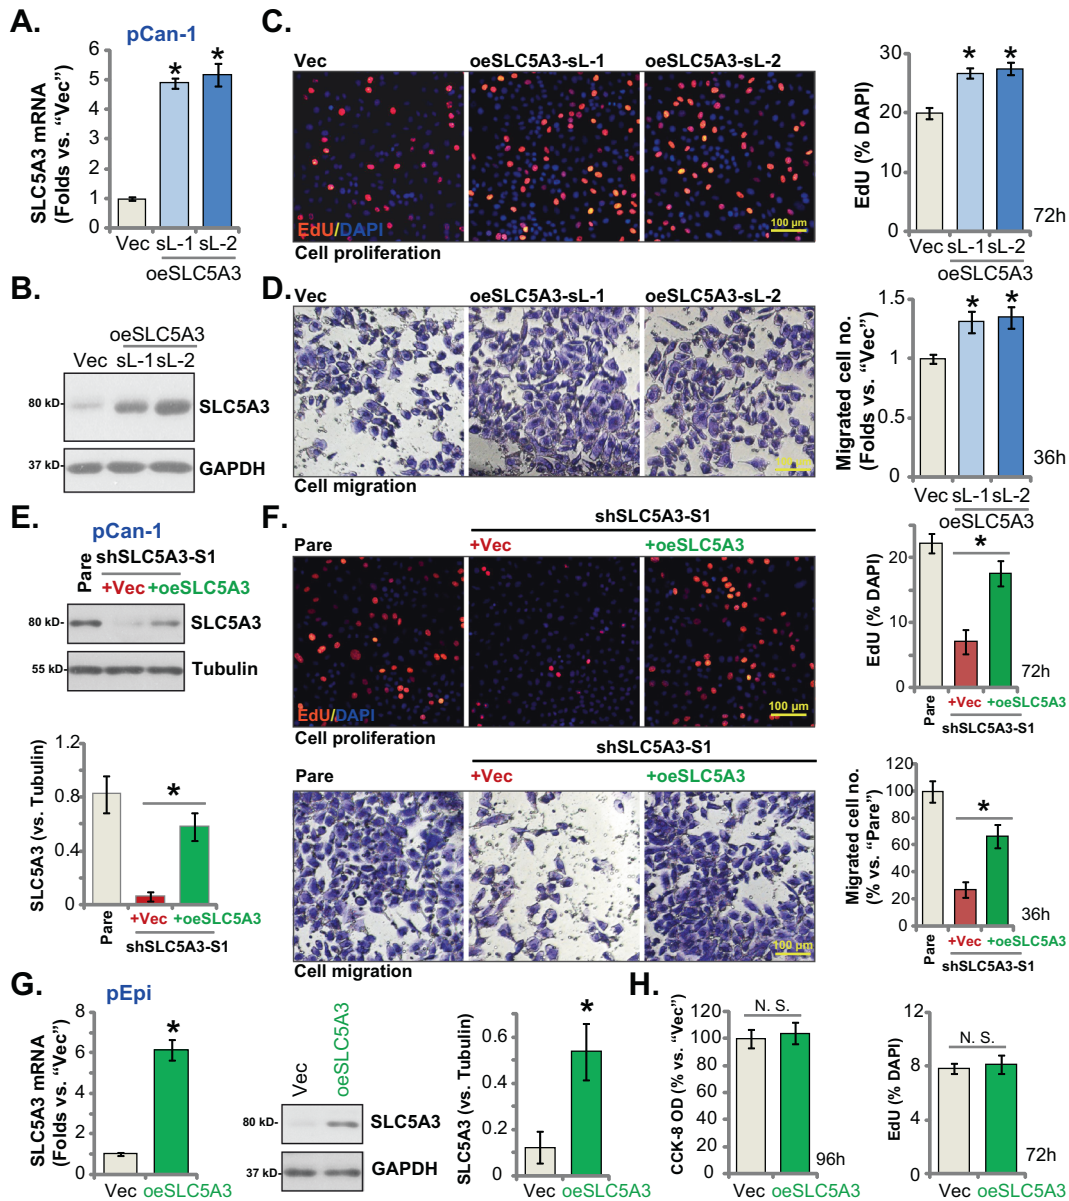 A.
pCan-1
SLC5A3 mRNA
(Folds vs. “Vec”)
6
5
4
3
2
1
0
*
*
Vec sL-1 sL-2
oeSLC5A3
B.
oeSLC5A3
Vec sL-1 sL-2
80 kD-
SLC5A3
37 kD-
GAPDH
C.
Vec
oeSLC5A3-sL-1
oeSLC5A3-sL-2
EdU/DAPI
100 µm
Cell proliferation
EdU (% DAPI)
30
20
10
0
*
*
72h
Vec sL-1 sL-2
oeSLC5A3
D.
Vec
oeSLC5A3-sL-1
oeSLC5A3-sL-2
100 µm
Cell migration
Migrated cell no.
(Folds vs. “Vec”)
1.5
1
0.5
0
*
*
36h
Vec sL-1 sL-2
oeSLC5A3
E.
pCan-1
Pare
shSLC5A3-S1
+Vec +oeSLC5A3
80 kD-
SLC5A3
55 kD-
Tubulin
SLC5A3 (vs. Tubulin)
1.2
0.8
0.4
0
*
Pare
+Vec +oeSLC5A3
shSLC5A3-S1
F.
shSLC5A3-S1
Pare
+Vec
+oeSLC5A3
EdU/DAPI
100 µm
Cell proliferation
EdU (% DAPI)
20
10
0
*
72h
Pare
+Vec +oeSLC5A3
shSLC5A3-S1
shSLC5A3-S1
Pare
+Vec
+oeSLC5A3
100 µm
Cell migration
Migrated cell no.
(% vs. “Pare”)
120
100
80
60
40
20
0
*
36h
Pare
+Vec +oeSLC5A3
shSLC5A3-S1
G.
pEpi
SLC5A3 mRNA
(Folds vs. “Vec”)
8
6
4
2
0
*
Vec oeSLC5A3
Vec
oeSLC5A3
80 kD-
SLC5A3
37 kD-
GAPDH
SLC5A3 (vs. Tubulin)
0.6
0.4
0.2
0
*
Vec oeSLC5A3
H.
CCK-8 OD (% vs. “Vec”)
120
100
80
60
40
20
0
N. S.
96h
Vec oeSLC5A3
EdU (% DAPI)
12
8
4
0
N. S.
72h
Vec oeSLC5A3